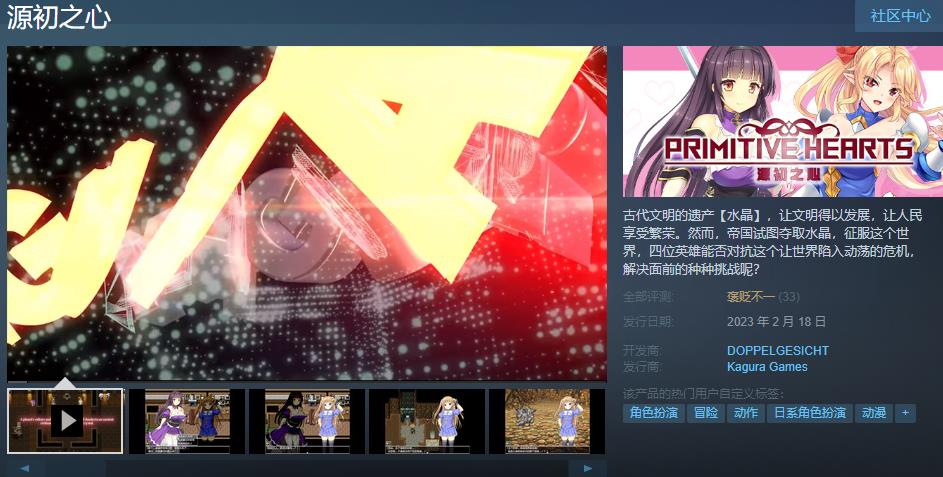 源初之心
社区中心
PRIMITIVE HEARTS
源初之心
古代文明的遗产【水晶】，让文明得以发展，让人民
享受繁荣。然而，帝国试图夺取水晶，征服这个世
界，四位英雄能否对抗这个让世界陷入动荡的危机，
解决面前的种种挑战呢？
全部评测: 褒贬不一 (33)
发行日期: 2023 年 2 月 18 日
开发商: DOPPELGESICHT
发行商: Kagura Games
该产品的热门用户自定义标签：
角色扮演 冒险 动作 日系角色扮演 动漫 +